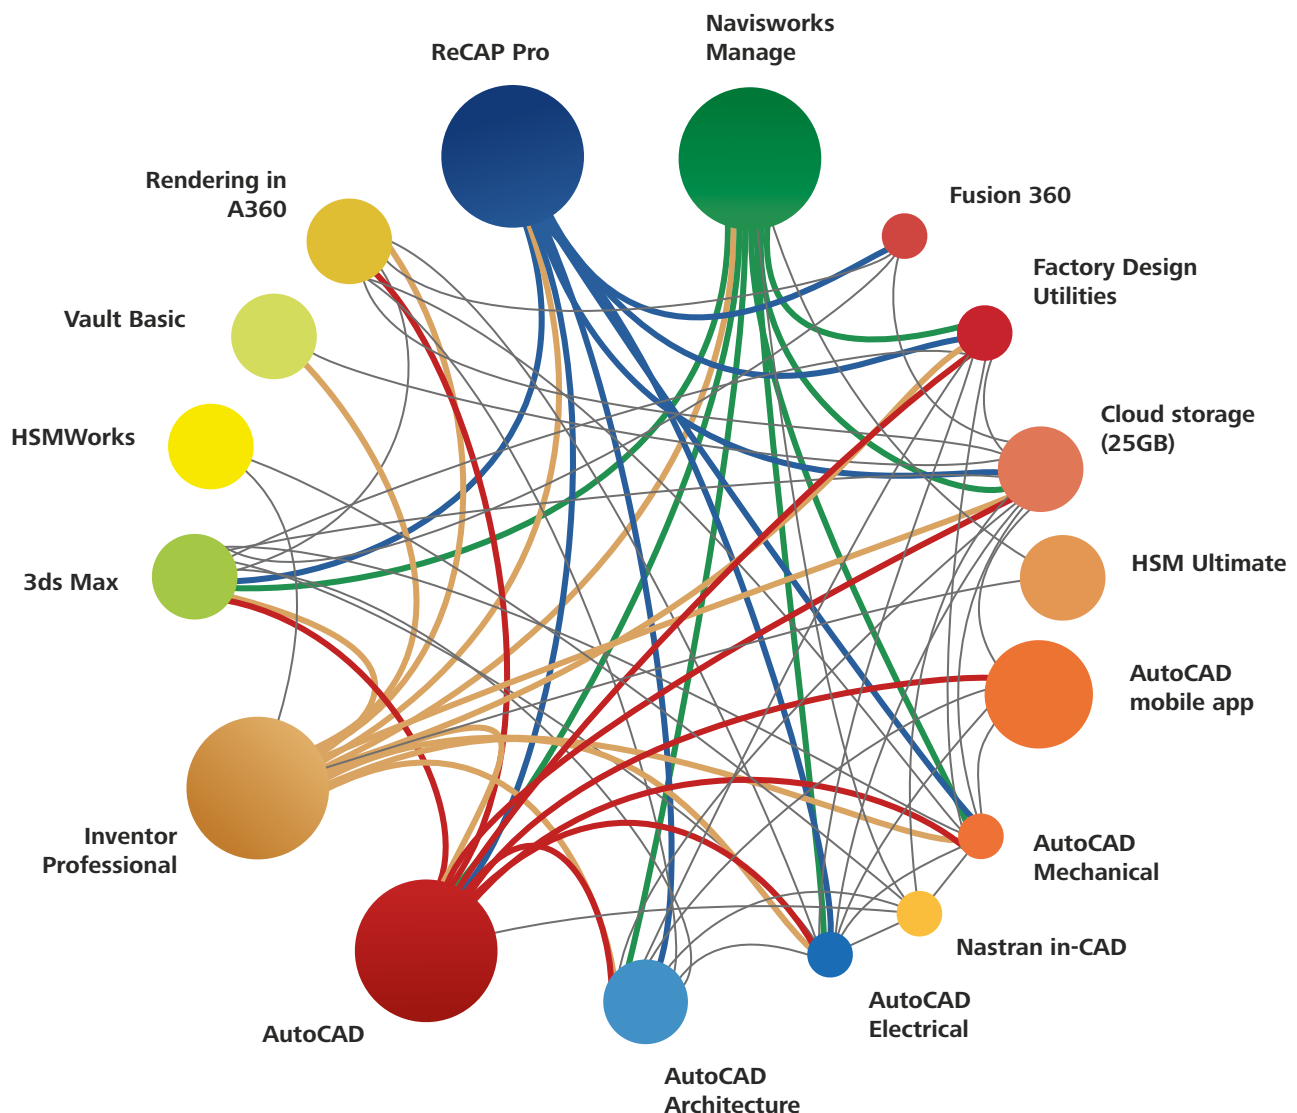 Navisworks
Manage
ReCAP Pro
Rendering in
A360
Fusion 360
Factory Design
Utilities
Vault Basic
Cloud storage
(25GB)
HSMWorks
HSM Ultimate
3ds Max
AutoCAD
mobile app
Inventor
Professional
AutoCAD
Mechanical
Nastran in-CAD
AutoCAD
Electrical
AutoCAD
AutoCAD
Architecture